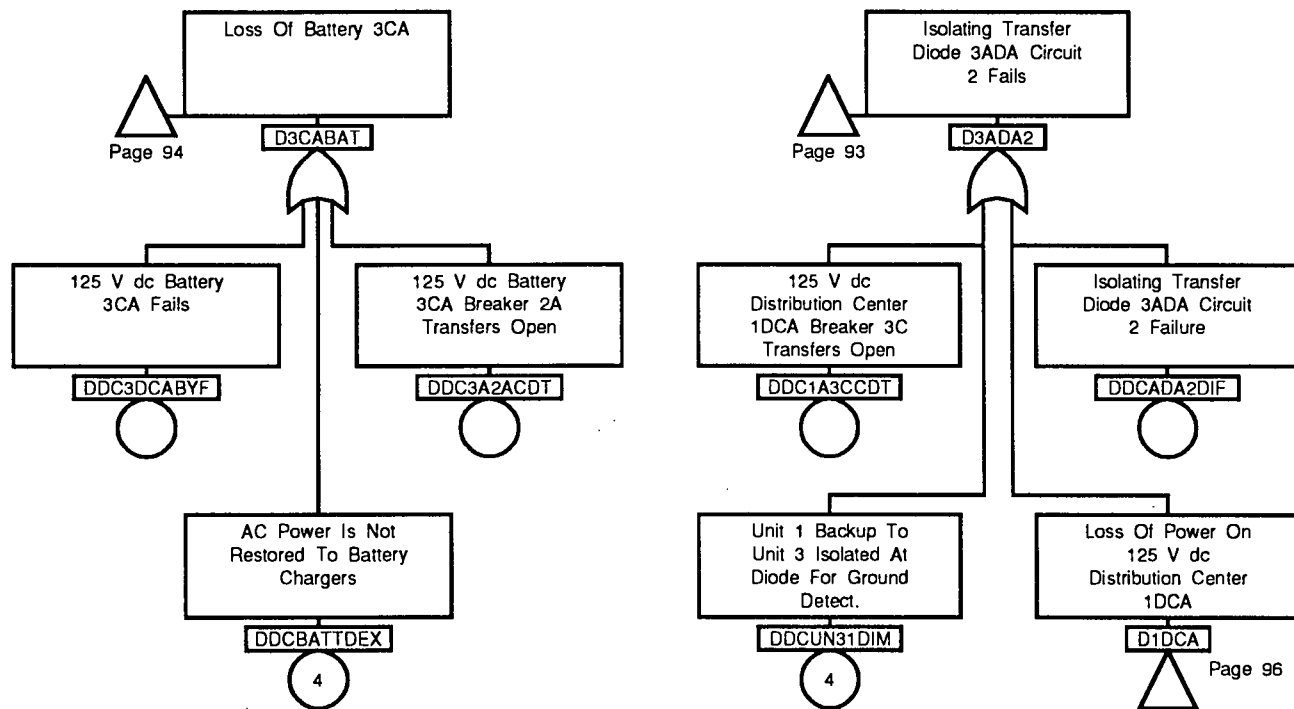 Loss Of Battery 3CA
Page 94
D3CABAT
125 V dc Battery
3CA Fails
DDC3DCABYF
125 V dc Battery
3CA Breaker 2A
Transfers Open
DDC3A2ACDT
AC Power Is Not
Restored To Battery
Chargers
DDCBATTDEX
4
Isolating Transfer
Diode 3ADA Circuit
2 Fails
Page 93
D3ADA2
125 V dc
Distribution Center
1DCA Breaker 3C
Transfers Open
DDC1A3CCDT
Isolating Transfer
Diode 3ADA Circuit
2 Failure
DDCADA2DIF
Unit 1 Backup To
Unit 3 Isolated At
Diode For Ground
Detect.
DDCUN31DIM
4
Loss Of Power On
125 V dc
Distribution Center
1DCA
D1DCA
Page 96